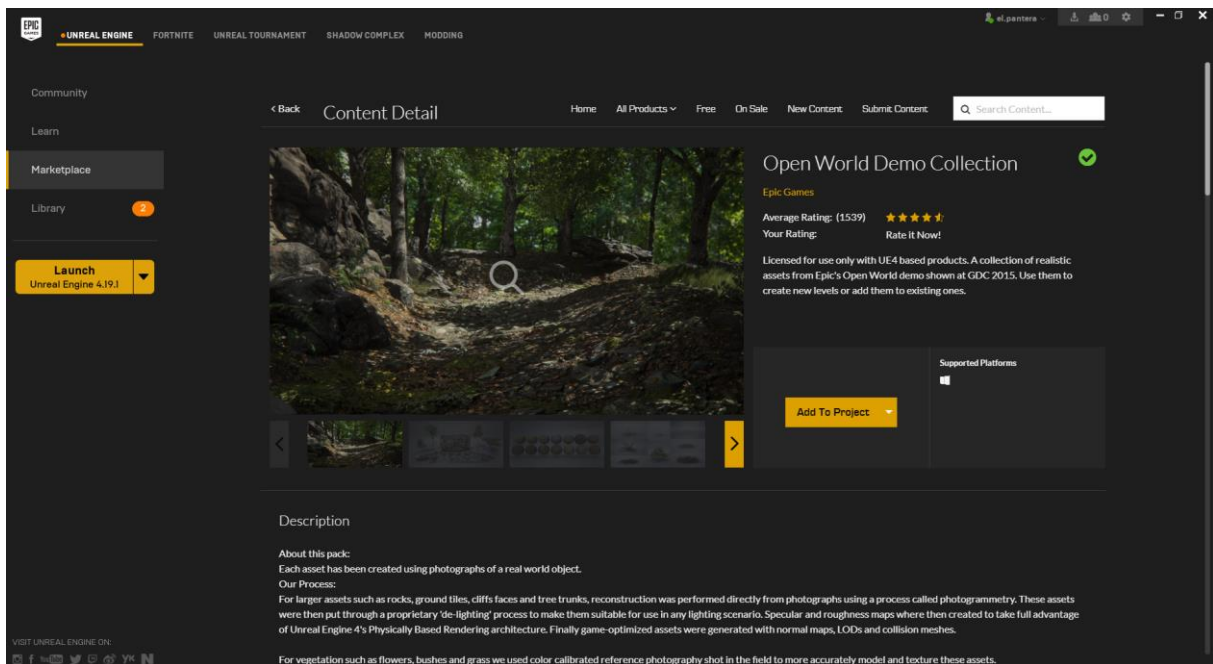 EPIC
GAMES
UNREAL ENGINE
FORTNITE
UNREAL TOURNAMENT
SHADOW COMPLEX
MODDING
el.pantera
0
Community
Learn
Marketplace
Library
2
Launch
Unreal Engine 4.19.1
< Back
Content Detail
Home
All Products
Free
On Sale
New Content
Submit Content
Search Content...
Open World Demo Collection
Epic Games
Average Rating: (1539)
Your Rating:
Rate it Now!
Licensed for use only with UE4 based products. A collection of realistic
assets from Epic's Open World demo shown at GDC 2015. Use them to
create new levels or add them to existing ones.
Add To Project
Supported Platforms
Description
About this pack:
Each asset has been created using photographs of a real world object.
Our Process:
For larger assets such as rocks, ground tiles, cliffs faces and tree trunks, reconstruction was performed directly from photographs using a process called photogrammetry. These assets
were then put through a proprietary 'de-lighting' process to make them suitable for use in any lighting scenario. Specular and roughness maps where then created to take full advantage
of Unreal Engine 4's Physically Based Rendering architecture. Finally game-optimized assets were generated with normal maps, LODs and collision meshes.
For vegetation such as flowers, bushes and grass we used color calibrated reference photography shot in the field to more accurately model and texture these assets.
VISIT UNREAL ENGINE ON: